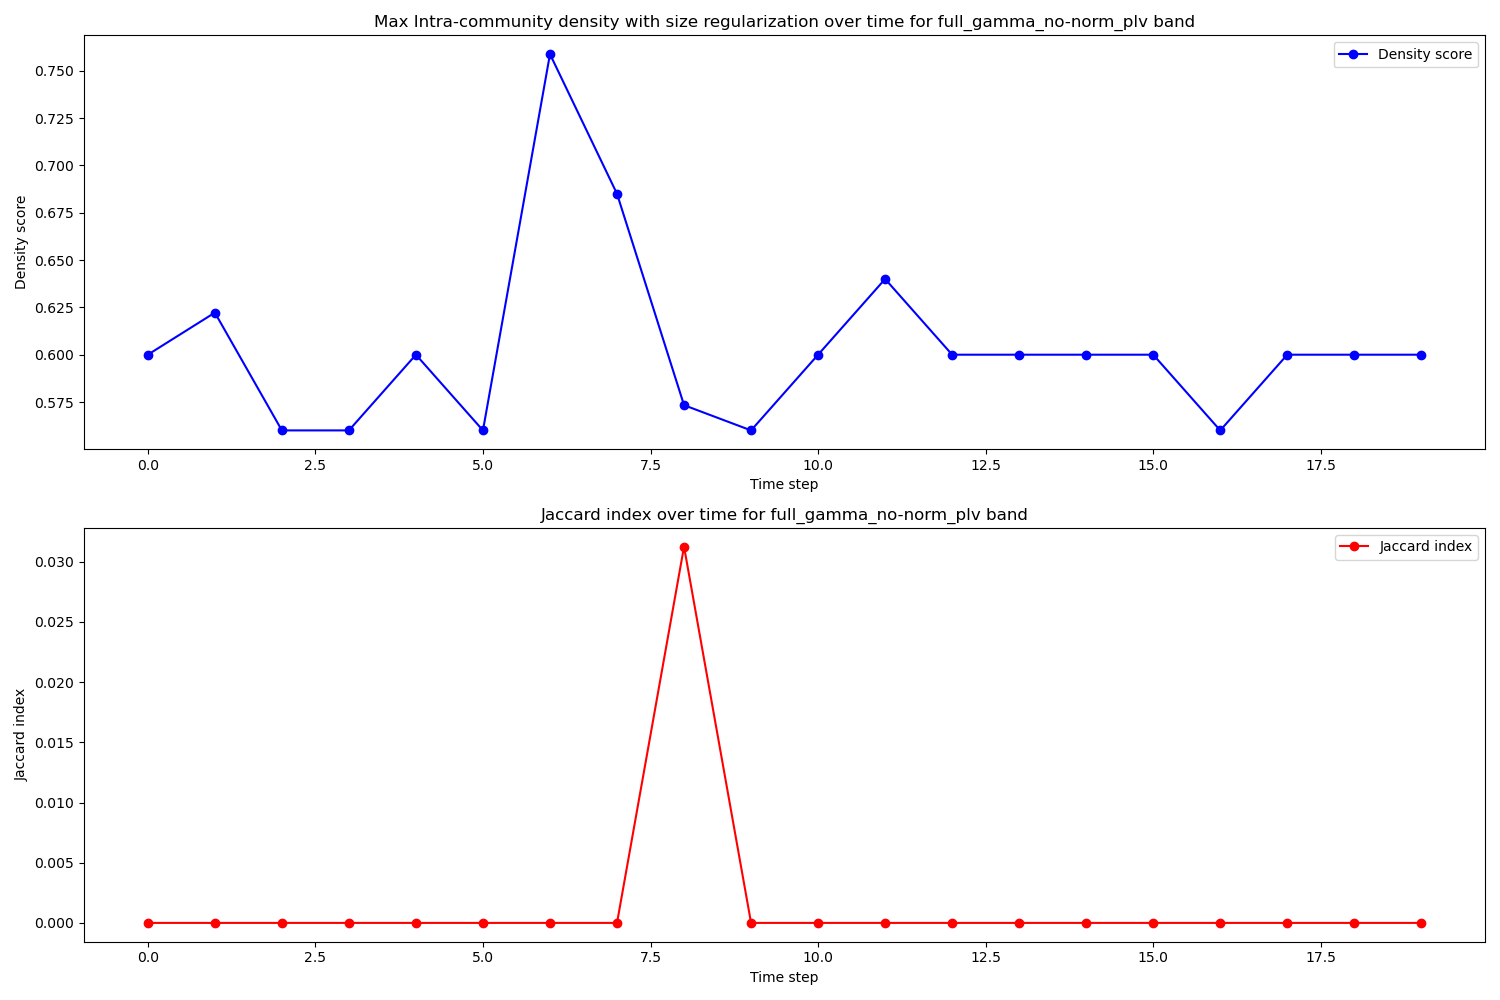 Max Intra-community density with size regularization over time for full_gamma_no-norm_plv band
Density score
0.750
0.725
0.700
0.675
0.650
0.625
0.600
0.575
Density score
0.0 2.5 5.0 7.5 10.0 12.5 15.0 17.5
Time step
Jaccard index over time for full_gamma_no-norm_plv band
Jaccard index
0.030
0.025
0.020
0.015
0.010
0.005
0.000
Jaccard index
0.0 2.5 5.0 7.5 10.0 12.5 15.0 17.5
Time step